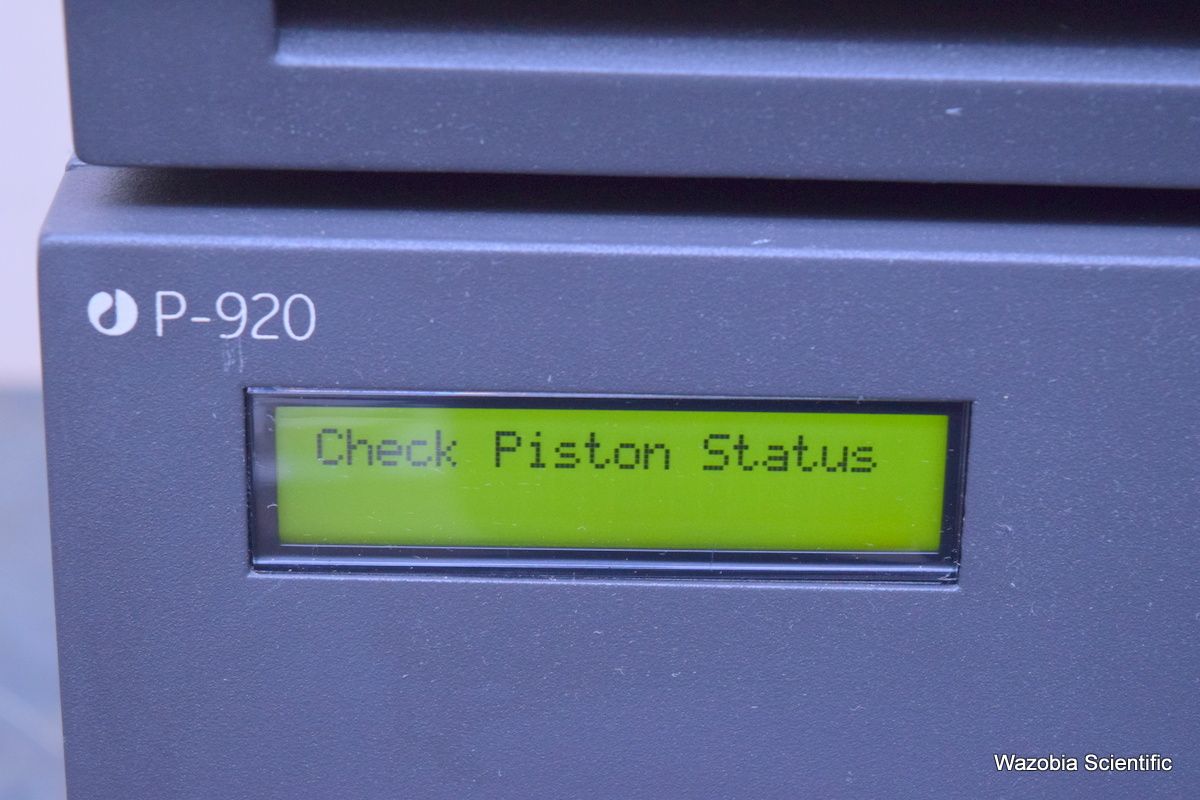 P-920
Check Piston Status
Wazobia Scientific